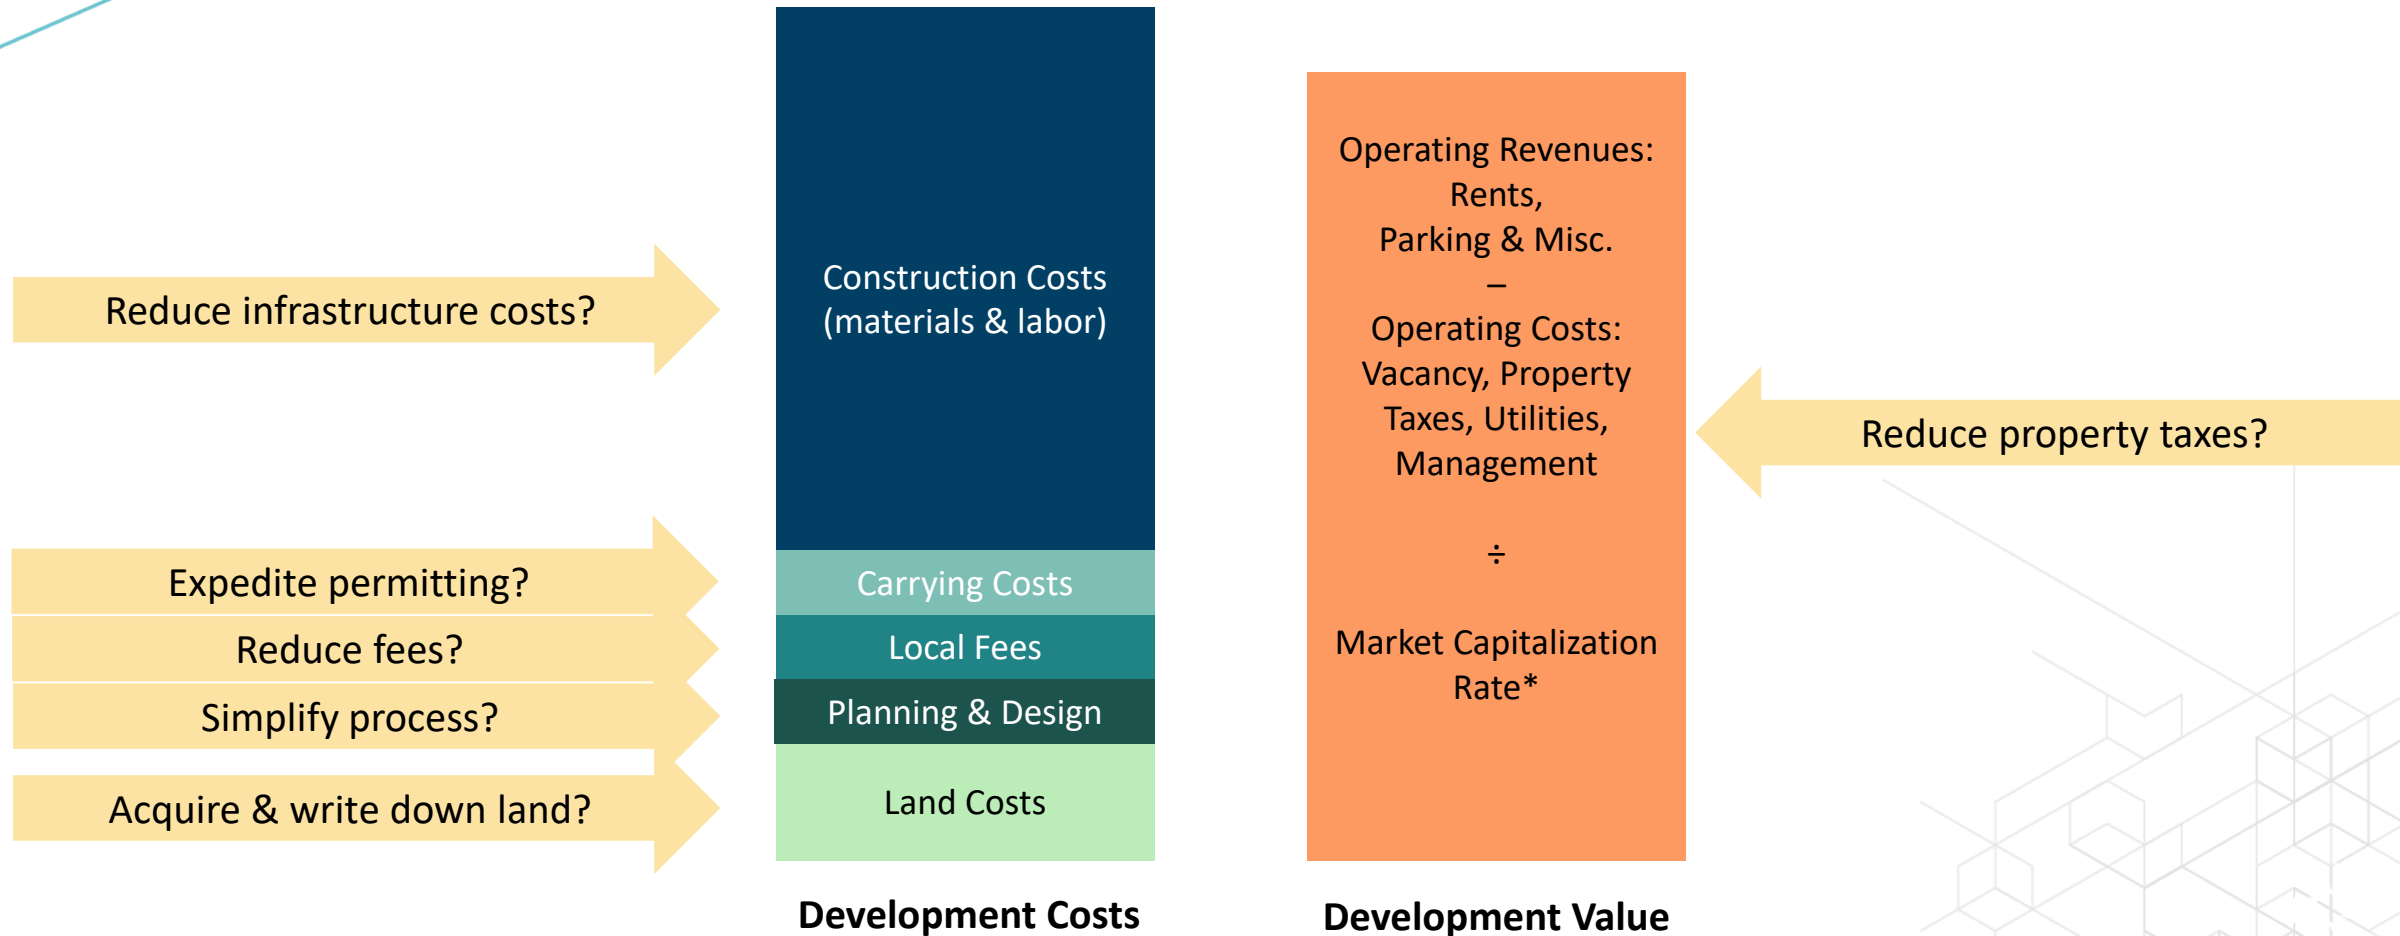 Reduce infrastructure costs?
Expedite permitting?
Reduce fees?
Simplify process?
Acquire & write down land?
Construction Costs
(materials & labor)
Carrying Costs
Local Fees
Planning & Design
Land Costs
Development Costs
Operating Revenues:
Rents,
Parking & Misc.
–
Operating Costs:
Vacancy, Property
Taxes, Utilities,
Management
÷
Market Capitalization
Rate*
Development Value
Reduce property taxes?